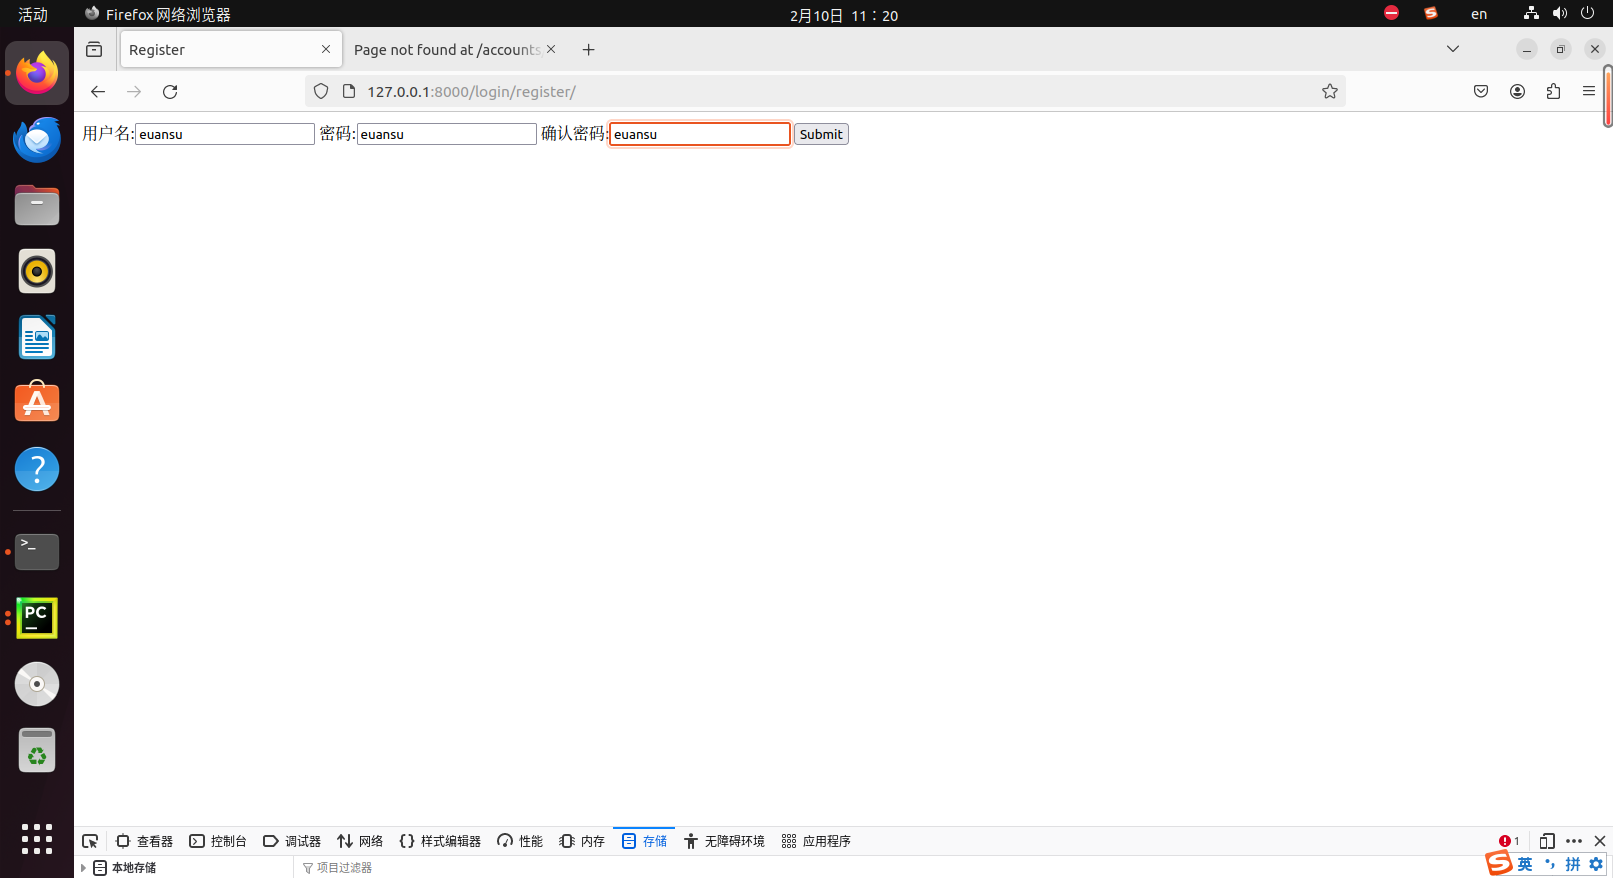 活动 Firefox 网络浏览器 2月10日 11：20 en
Register Page not found at /accounts
127.0.0.1:8000/login/register/
用户名: euansu 密码: euansu 确认密码: euansu Submit
>_
PC
查看器 控制台 调试器 网络 样式编辑器 性能 内存 存储 无障碍环境 应用程序 1
本地存储 项目过滤器
英 拼